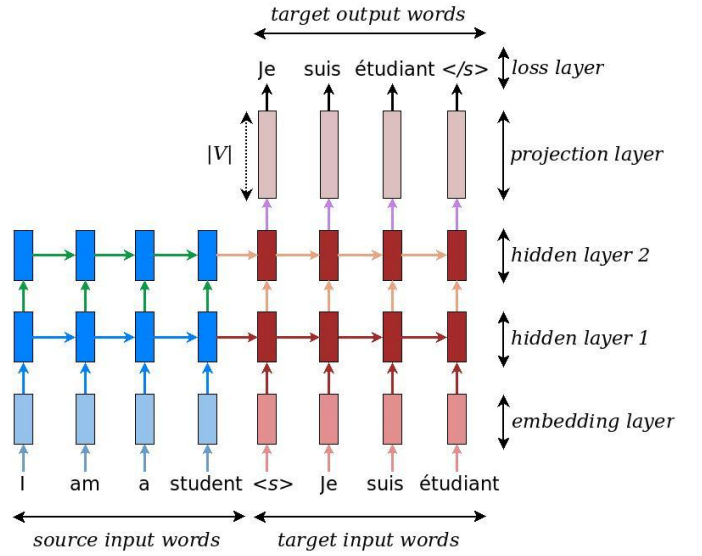 target output words
Je suis étudiant </s>
loss layer
|V|
projection layer
hidden layer 2
hidden layer 1
embedding layer
I am a student <s> Je suis étudiant
source input words
target input words